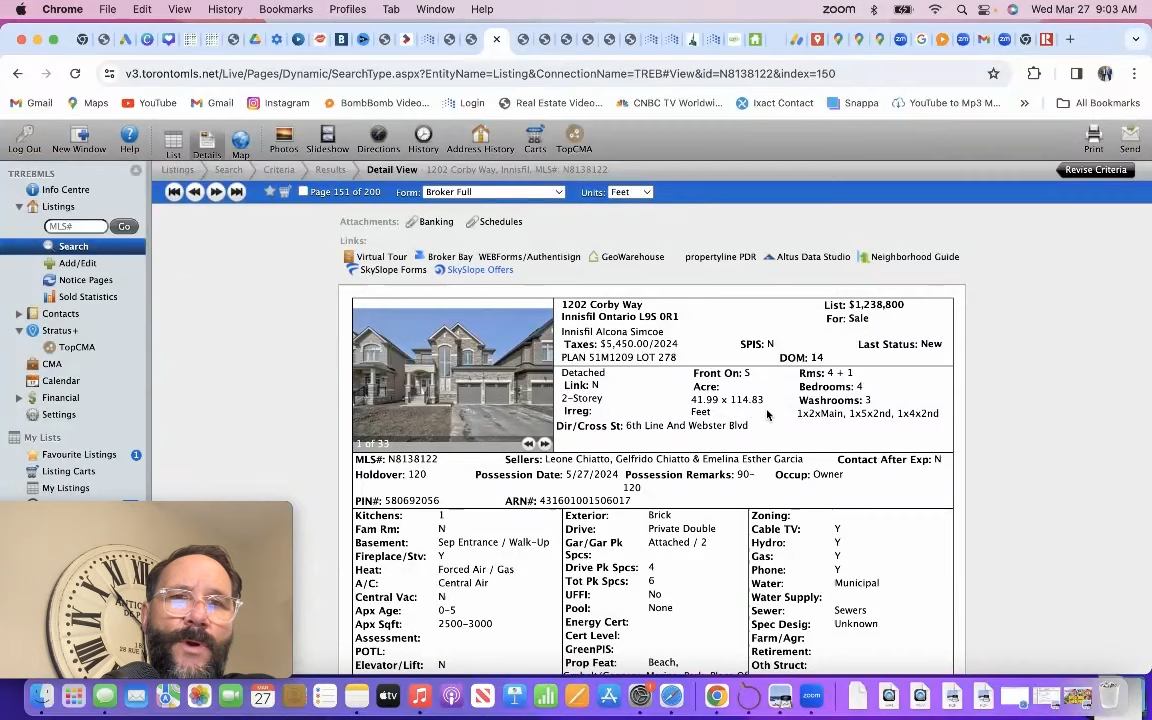 Chrome File Edit View History Bookmarks Profiles Tab Window Help zoom Wed Mar 27 9:03 AM
v3.torontomls.net/Live/Pages/Dynamic/SearchType.aspx?EntityName=Listing&ConnectionName=TREB#View&id=N8138122&index=150
Gmail Maps YouTube Gmail Instagram BombBomb Video... Real Estate Video... Login CNBC TV Worldwi... Ixact Contact Snappa YouTube to Mp3 M... » All Bookmarks
Log Out New Window Help List Details Map Photos Slideshow Directions History Address History Carts TopCMA Print Send
TRREBMLS
Listings Search Criteria Results Detail View 1202 Corby Way, Innisfil, MLS#: N8138122 Revise Criteria
Info Centre
Page 151 of 200 Form: Broker Full Units: Feet
Listings
MLS# Go
Search
Add/Edit
Notice Pages
Sold Statistics
Contacts
Stratus+
TopCMA
CMA
Calendar
Financial
Settings
My Lists
Favourite Listings 1
Listing Carts
My Listings
Attachments: Banking Schedules
Links:
Virtual Tour Broker Bay WEBForms/Authentisign GeoWarehouse propertyline PDR Altus Data Studio Neighborhood Guide
SkySlope Forms SkySlope Offers
1202 Corby Way List: $1,238,800
Innisfil Ontario L9S 0R1 For: Sale
Innisfil Alcona Simcoe
Taxes: $5,450.00/2024 SPIS: N Last Status: New
PLAN 51M1209 LOT 278 DOM: 14
Detached Front On: S Rms: 4 + 1
Link: N Acre: Bedrooms: 4
2-Storey 41.99 x 114.83 Washrooms: 3
Irreg: Feet 1x2xMain, 1x5x2nd, 1x4x2nd
Dir/Cross St: 6th Line And Webster Blvd
1 of 33
MLS#: N8138122 Sellers: Leone Chiatto, Gelfrido Chiatto & Emelina Esther Garcia Contact After Exp: N
Holdover: 120 Possession Date: 5/27/2024 Possession Remarks: 90- Occup: Owner
120
PIN#: 580692056 ARN#: 431601001506017
Kitchens: 1 Exterior: Brick Zoning:
Fam Rm: N Drive: Private Double Cable TV: Y
Basement: Sep Entrance / Walk-Up Gar/Gar Pk Attached / 2 Hydro: Y
Fireplace/Stv: Y Spcs: Gas: Y
Heat: Forced Air / Gas Drive Pk Spcs: 4 Phone: Y
A/C: Central Air Tot Pk Spcs: 6 Water: Municipal
Central Vac: N UFFI: No Water Supply:
Apx Age: 0-5 Pool: None Sewer: Sewers
Apx Sqft: 2500-3000 Energy Cert: Spec Desig: Unknown
Assessment: Cert Level: Farm/Agr:
POTL: GreenPIS: Retirement:
Elevator/Lift: N Prop Feat: Beach, Oth Struct: